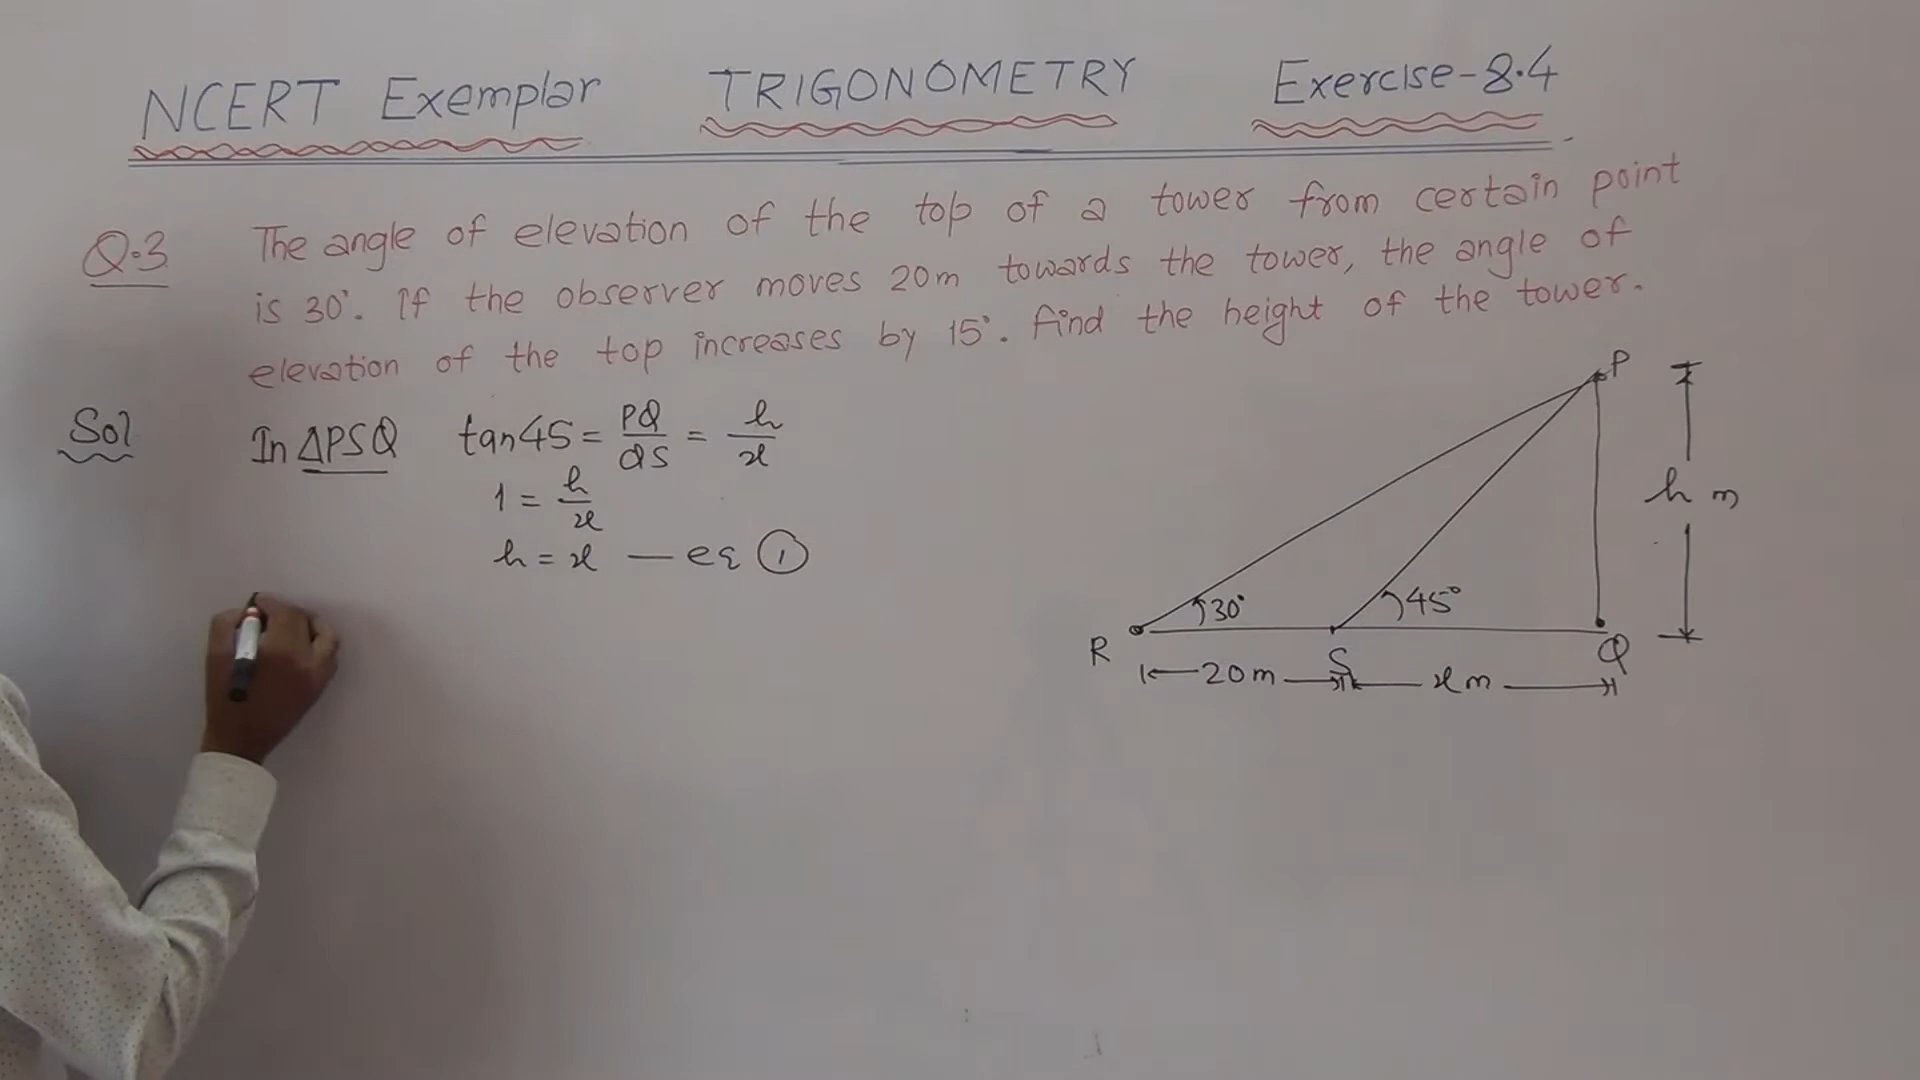 NCERT Exemplar TRIGONOMETRY Exercise-8.4
Q.3 The angle of elevation of the top of a tower from certain point
is 30°. If the observer moves 20m towards the tower, the angle of
elevation of the top increases by 15°. Find the height of the tower.
Sol In ΔPSQ tan45 = PQ/QS = h/x
1 = h/x
h = x — eq ①
P
h m
30°
45°
R
S
Q
20m
x m